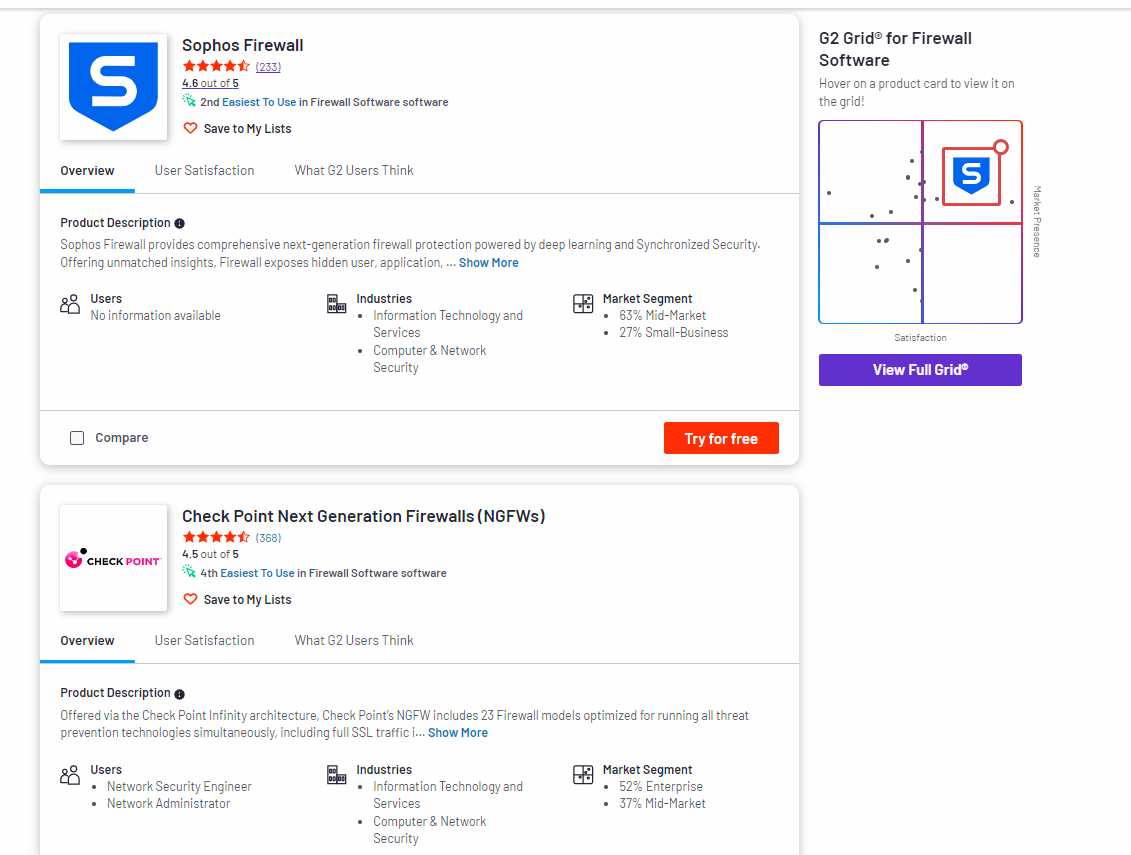 Sophos Firewall
(233)
4.6 out of 5
2nd Easiest To Use in Firewall Software software
Save to My Lists
Overview
User Satisfaction
What G2 Users Think
Product Description
Sophos Firewall provides comprehensive next-generation firewall protection powered by deep learning and Synchronized Security.
Offering unmatched insights, Firewall exposes hidden user, application, ... Show More
Users
No information available
Industries
Information Technology and
Services
Computer & Network
Security
Market Segment
63% Mid-Market
27% Small-Business
Compare
Try for free
G2 Grid® for Firewall
Software
Hover on a product card to view it on
the grid!
S
Market Presence
Satisfaction
View Full Grid®
S
CHECK POINT
Check Point Next Generation Firewalls (NGFWs)
(368)
4.5 out of 5
4th Easiest To Use in Firewall Software software
Save to My Lists
Overview
User Satisfaction
What G2 Users Think
Product Description
Offered via the Check Point Infinity architecture, Check Point's NGFW includes 23 Firewall models optimized for running all threat
prevention technologies simultaneously, including full SSL traffic i... Show More
Users
Network Security Engineer
Network Administrator
Industries
Information Technology and
Services
Computer & Network
Security
Market Segment
52% Enterprise
37% Mid-Market